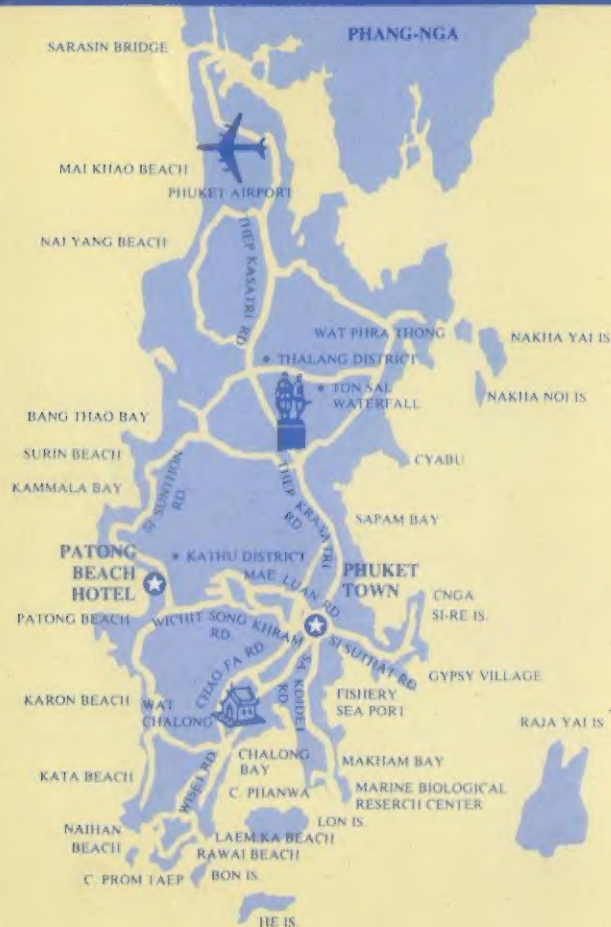 PHANG-NGA
SARASIN BRIDGE
MAI KHAO BEACH
PHUKET AIRPORT
NAI YANG BEACH
THEP KASATRI RD
WAT PHRA THONG
NAKHA YAI IS.
THALANG DISTRICT
TON SAI
WATERFALL
NAKHA NOI IS.
BANG THAO BAY
SURIN BEACH
CYABU
KAMMALA BAY
SI SUNTHON
RD.
THEP KRASATRI
RD.
SAPAM BAY
PATONG
BEACH
HOTEL
KATHU DISTRICT
MAE LUAN RD.
PHUKET
TOWN
CNGA
SI-RE IS.
PATONG BEACH
WICHIT SONG KHRAM
RD.
SI SUTHAT RD
GYPSY VILLAGE
CHAO FA RD.
SA KDIDEI
RD
KARON BEACH
WAT
CHALONG
FISHERY
SEA PORT
RAJA YAI IS
KATA BEACH
WISEI RD.
CHALONG
BAY
MAKHAM BAY
C. PHANWA
MARINE BIOLOGICAL
RESERCH CENTER
LON IS.
NAIHAN
BEACH
LAEM KA BEACH
RAWAI BEACH
C. PROM TAEP
BON IS.
HE IS.